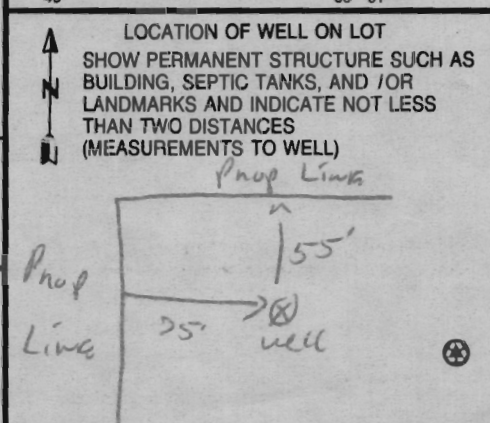 LOCATION OF WELL ON LOT
SHOW PERMANENT STRUCTURE SUCH AS
BUILDING, SEPTIC TANKS, AND /OR
LANDMARKS AND INDICATE NOT LESS
THAN TWO DISTANCES
(MEASUREMENTS TO WELL)
N
Prop Line
55'
Prop
Line
well